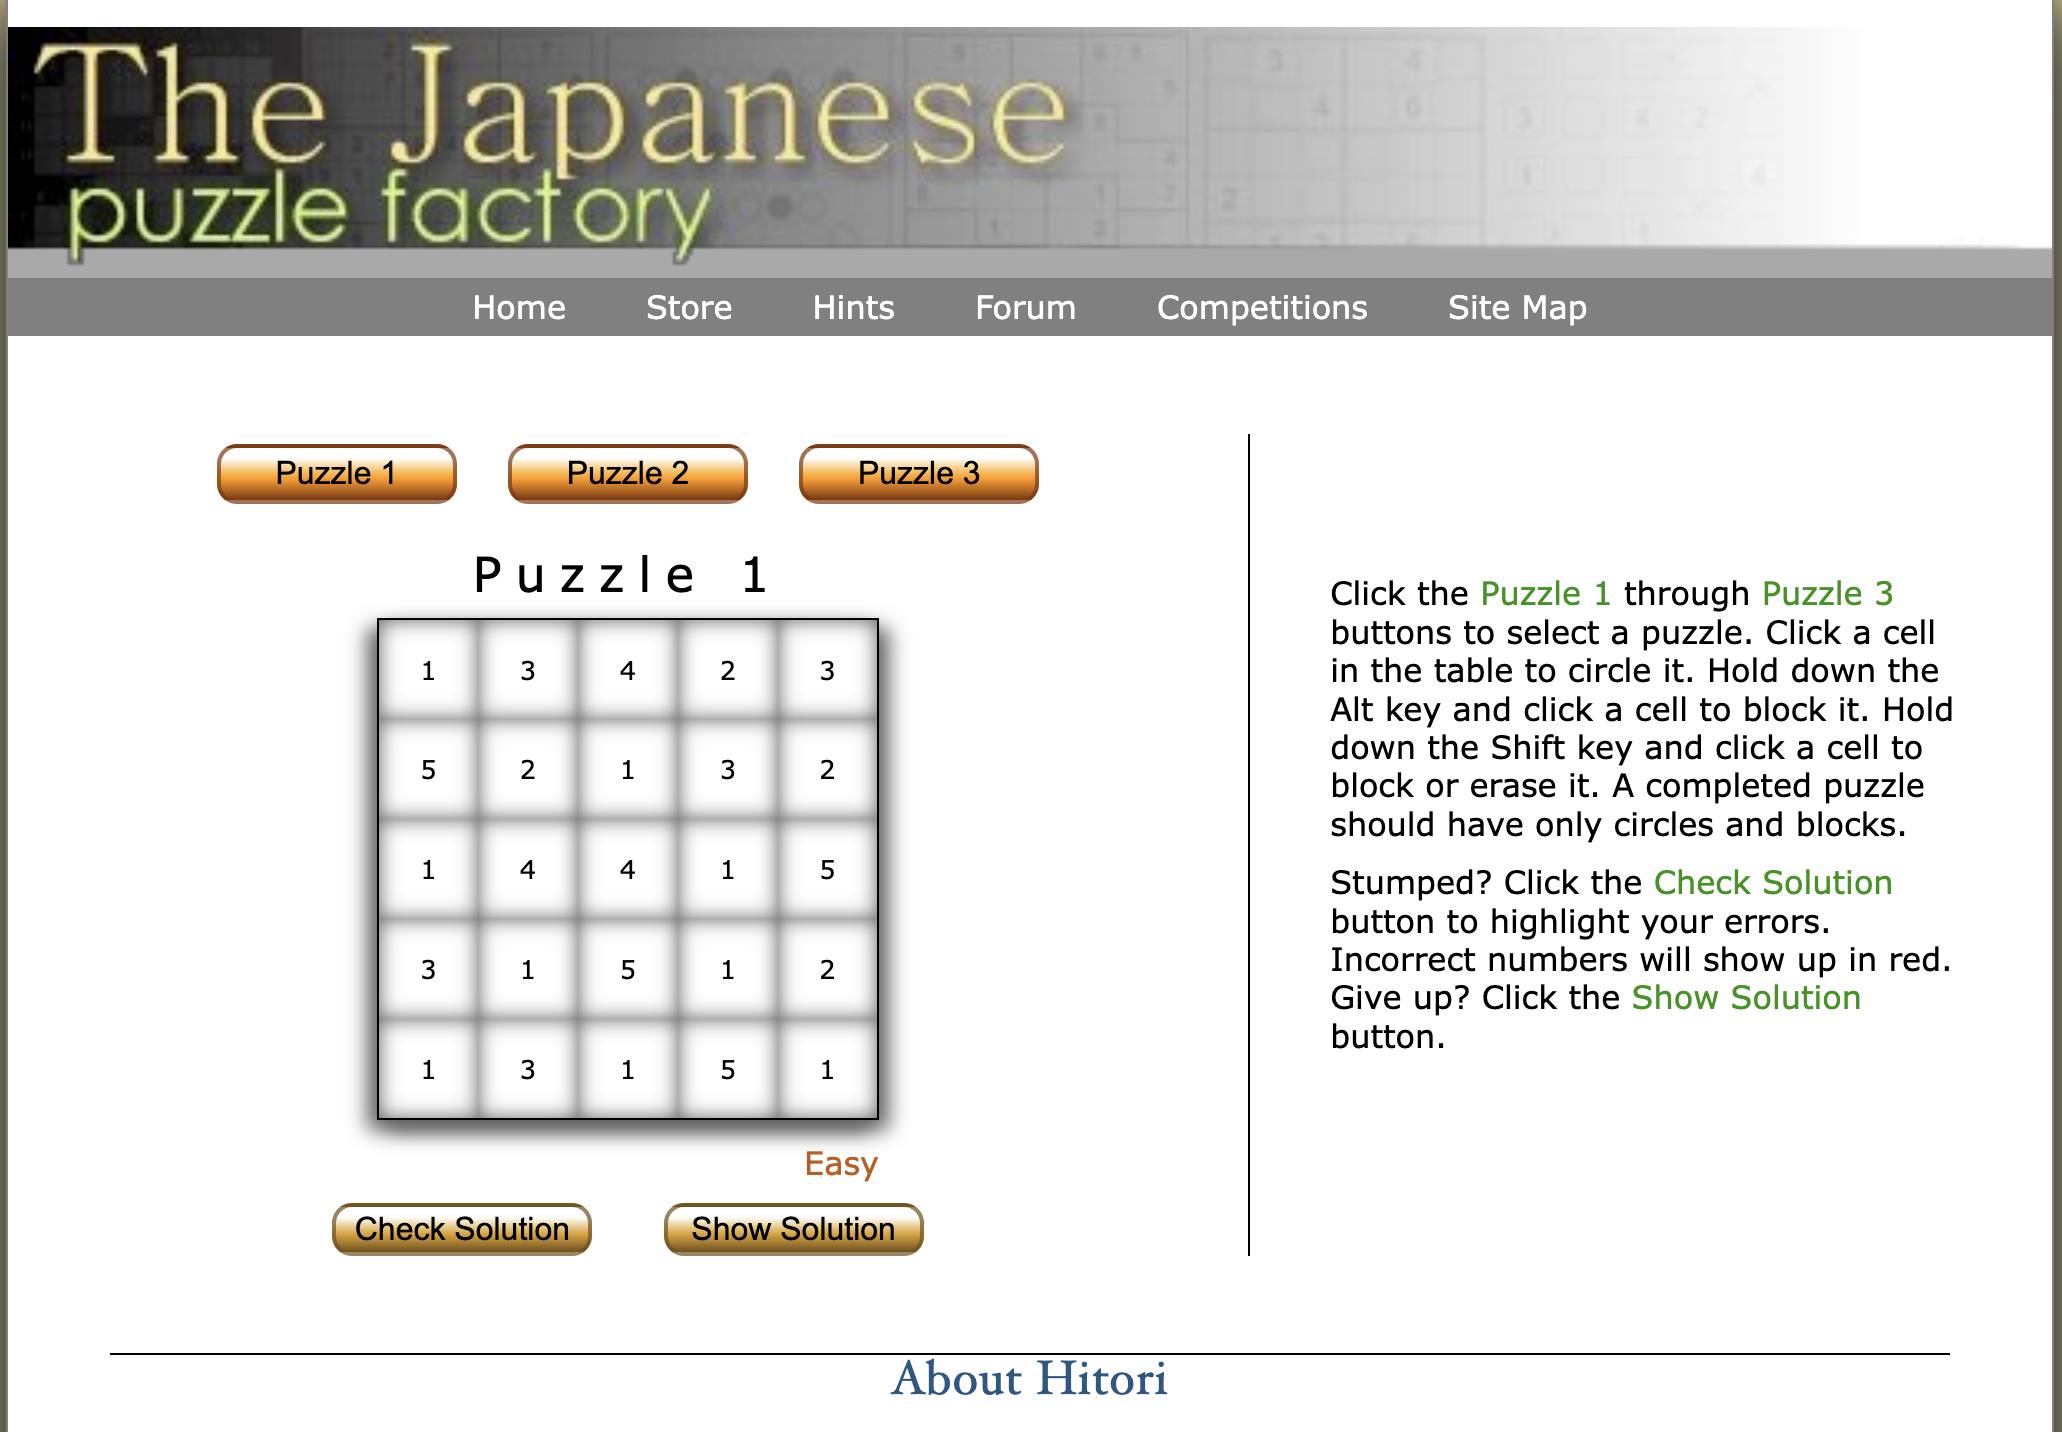 The Japanese
puzzle factory
Home Store Hints Forum Competitions Site Map
Puzzle 1 Puzzle 2 Puzzle 3
Puzzle 1
1 3 4 2 3
5 2 1 3 2
1 4 4 1 5
3 1 5 1 2
1 3 1 5 1
Easy
Check Solution Show Solution
Click the Puzzle 1 through Puzzle 3
buttons to select a puzzle. Click a cell
in the table to circle it. Hold down the
Alt key and click a cell to block it. Hold
down the Shift key and click a cell to
block or erase it. A completed puzzle
should have only circles and blocks.
Stumped? Click the Check Solution
button to highlight your errors.
Incorrect numbers will show up in red.
Give up? Click the Show Solution
button.
About Hitori